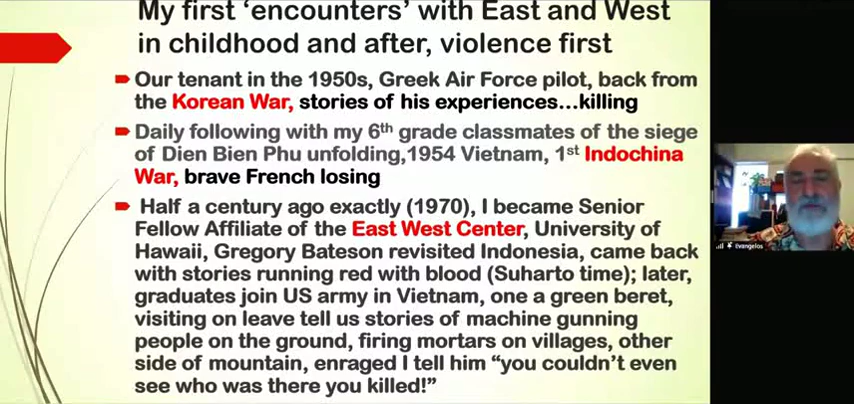 My first ‘encounters’ with East and West
in childhood and after, violence first
Our tenant in the 1950s, Greek Air Force pilot, back from
the Korean War, stories of his experiences…killing
Daily following with my 6th grade classmates of the siege
of Dien Bien Phu unfolding,1954 Vietnam, 1st Indochina
War, brave French losing
Half a century ago exactly (1970), I became Senior
Fellow Affiliate of the East West Center, University of
Hawaii, Gregory Bateson revisited Indonesia, came back
with stories running red with blood (Suharto time); later,
graduates join US army in Vietnam, one a green beret,
visiting on leave tell us stories of machine gunning
people on the ground, firing mortars on villages, other
side of mountain, enraged I tell him “you couldn’t even
see who was there you killed!”
Evangelos